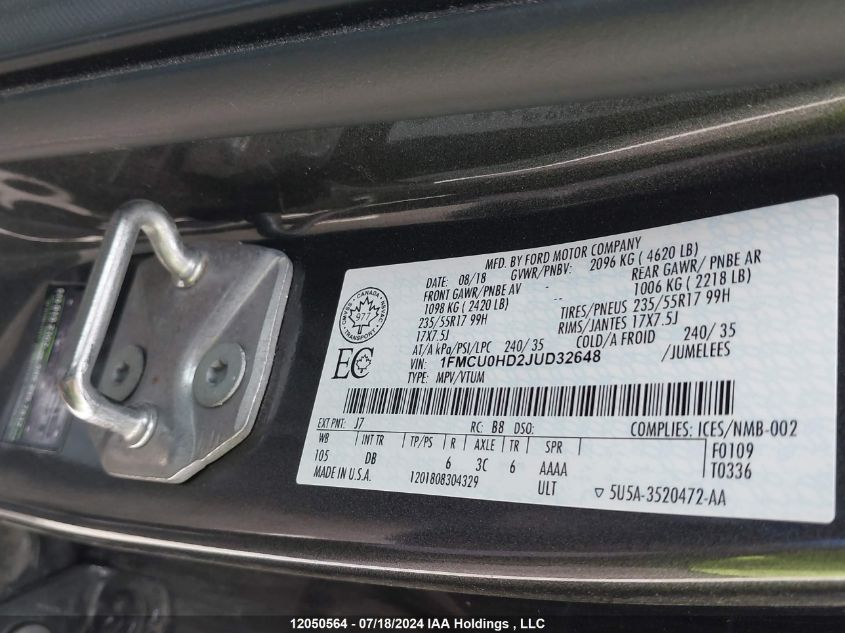 MFD. BY FORD MOTOR COMPANY
DATE: 08/18 GVWR/PNBV: 2096 KG ( 4620 LB)
FRONT GAWR/PNBE AV REAR GAWR/ PNBE AR
1098 KG ( 2420 LB) 1006 KG ( 2218 LB)
235/55R17 99H TIRES/PNEUS 235/55R17 99H
17X7.5J RIMS/JANTES 17X7.5J
AT/A kPa/PSI/LPC 240/ 35 COLD/A FROID 240/ 35
VIN: 1FMCU0HD2JUD32648 /JUMELEES
TYPE: MPV/VTUM
CANADA
977
TRANSPORT
EC
EXT PNT: J7 RC: B8 DSO: COMPLIES: ICES/NMB-002
WB INT TR TP/PS R AXLE TR SPR F0109
105 DB 6 3C 6 AAAA T0336
MADE IN U.S.A. 1201808304329 ULT ▽ 5U5A-3520472-AA
12050564 - 07/18/2024 IAA Holdings , LLC